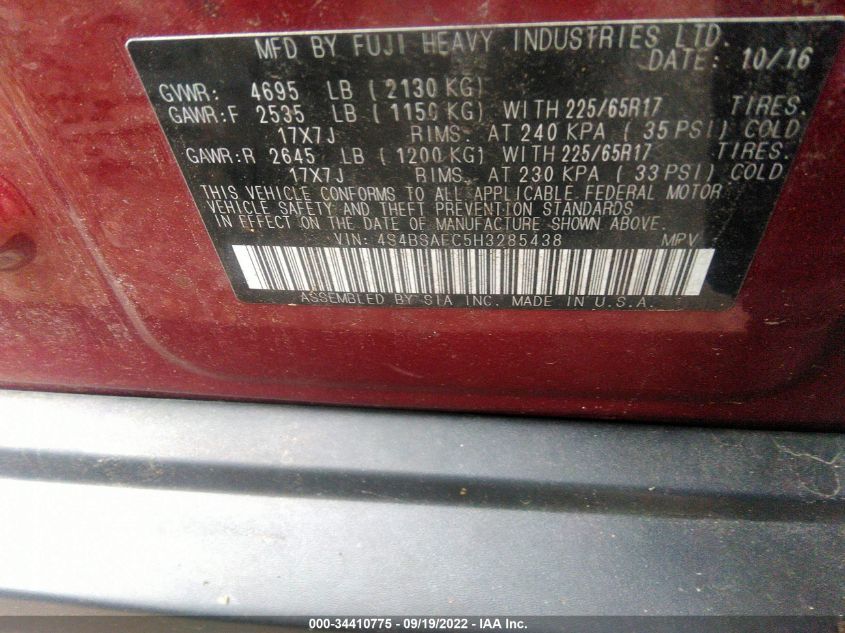 MFD BY FUJI HEAVY INDUSTRIES LTD.
DATE: 10/16
GVWR: 4695 LB ( 2130 KG)
GAWR:F 2535 LB ( 1150 KG) WITH 225/65R17 TIRES.
17X7J RIMS. AT 240 KPA ( 35 PSI) COLD
GAWR:R 2645 LB ( 1200 KG) WITH 225/65R17 TIRES.
17X7J RIMS. AT 230 KPA ( 33 PSI) COLD
THIS VEHICLE CONFORMS TO ALL APPLICABLE FEDERAL MOTOR
VEHICLE SAFETY AND THEFT PREVENTION STANDARDS
IN EFFECT ON THE DATE OF MANUFACTURE SHOWN ABOVE.
VIN: 4S4BSAFC5H3285438 MPV
ASSEMBLED BY SIA INC. MADE IN U.S.A.
000-34410775 - 09/19/2022 - IAA Inc.